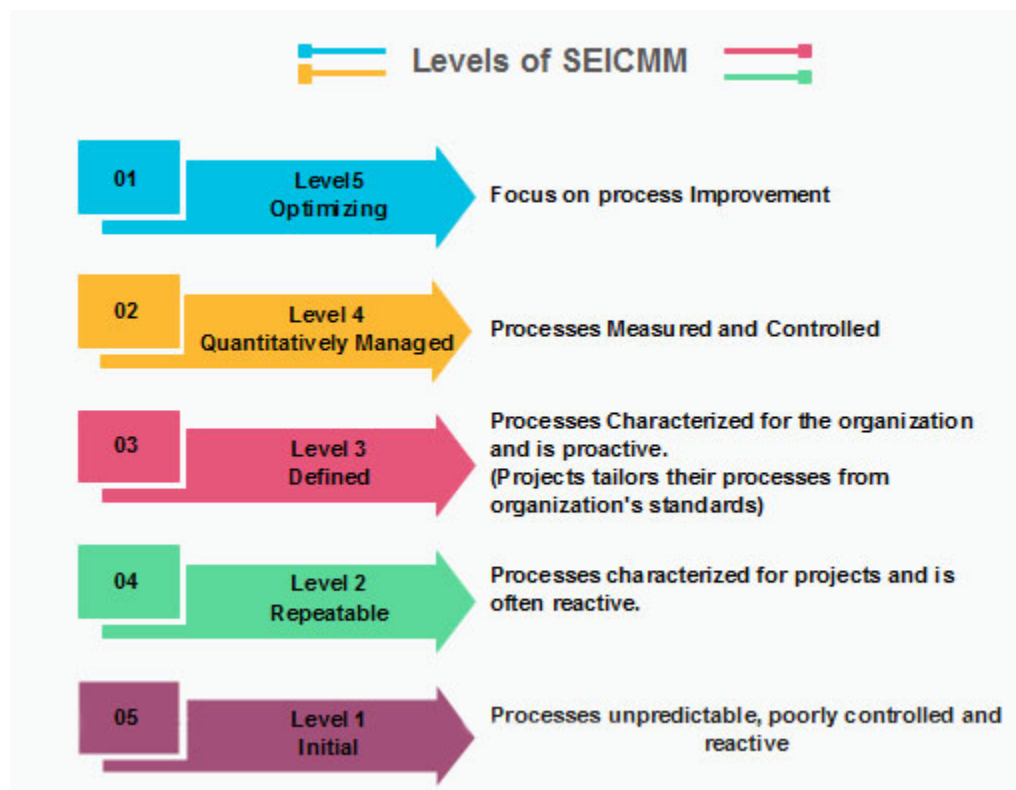 Levels of SEICMM
01
Level5
Optimizing
Focus on process Improvement
02
Level 4
Quantitatively Managed
Processes Measured and Controlled
03
Level 3
Defined
Processes Characterized for the organization
and is proactive.
(Projects tailors their processes from
organization's standards)
04
Level 2
Repeatable
Processes characterized for projects and is
often reactive.
05
Level 1
Initial
Processes unpredictable, poorly controlled and
reactive